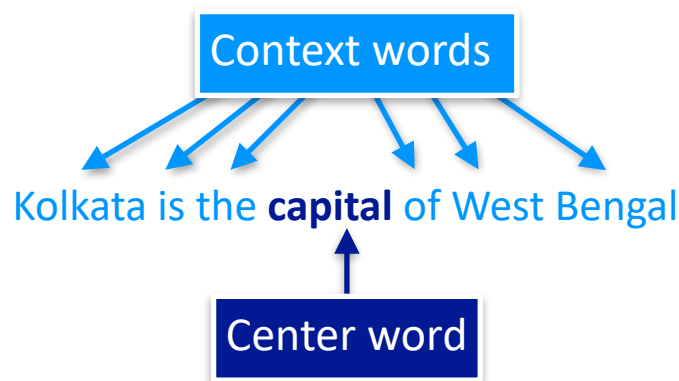 Context words
Kolkata is the capital of West Bengal
Center word